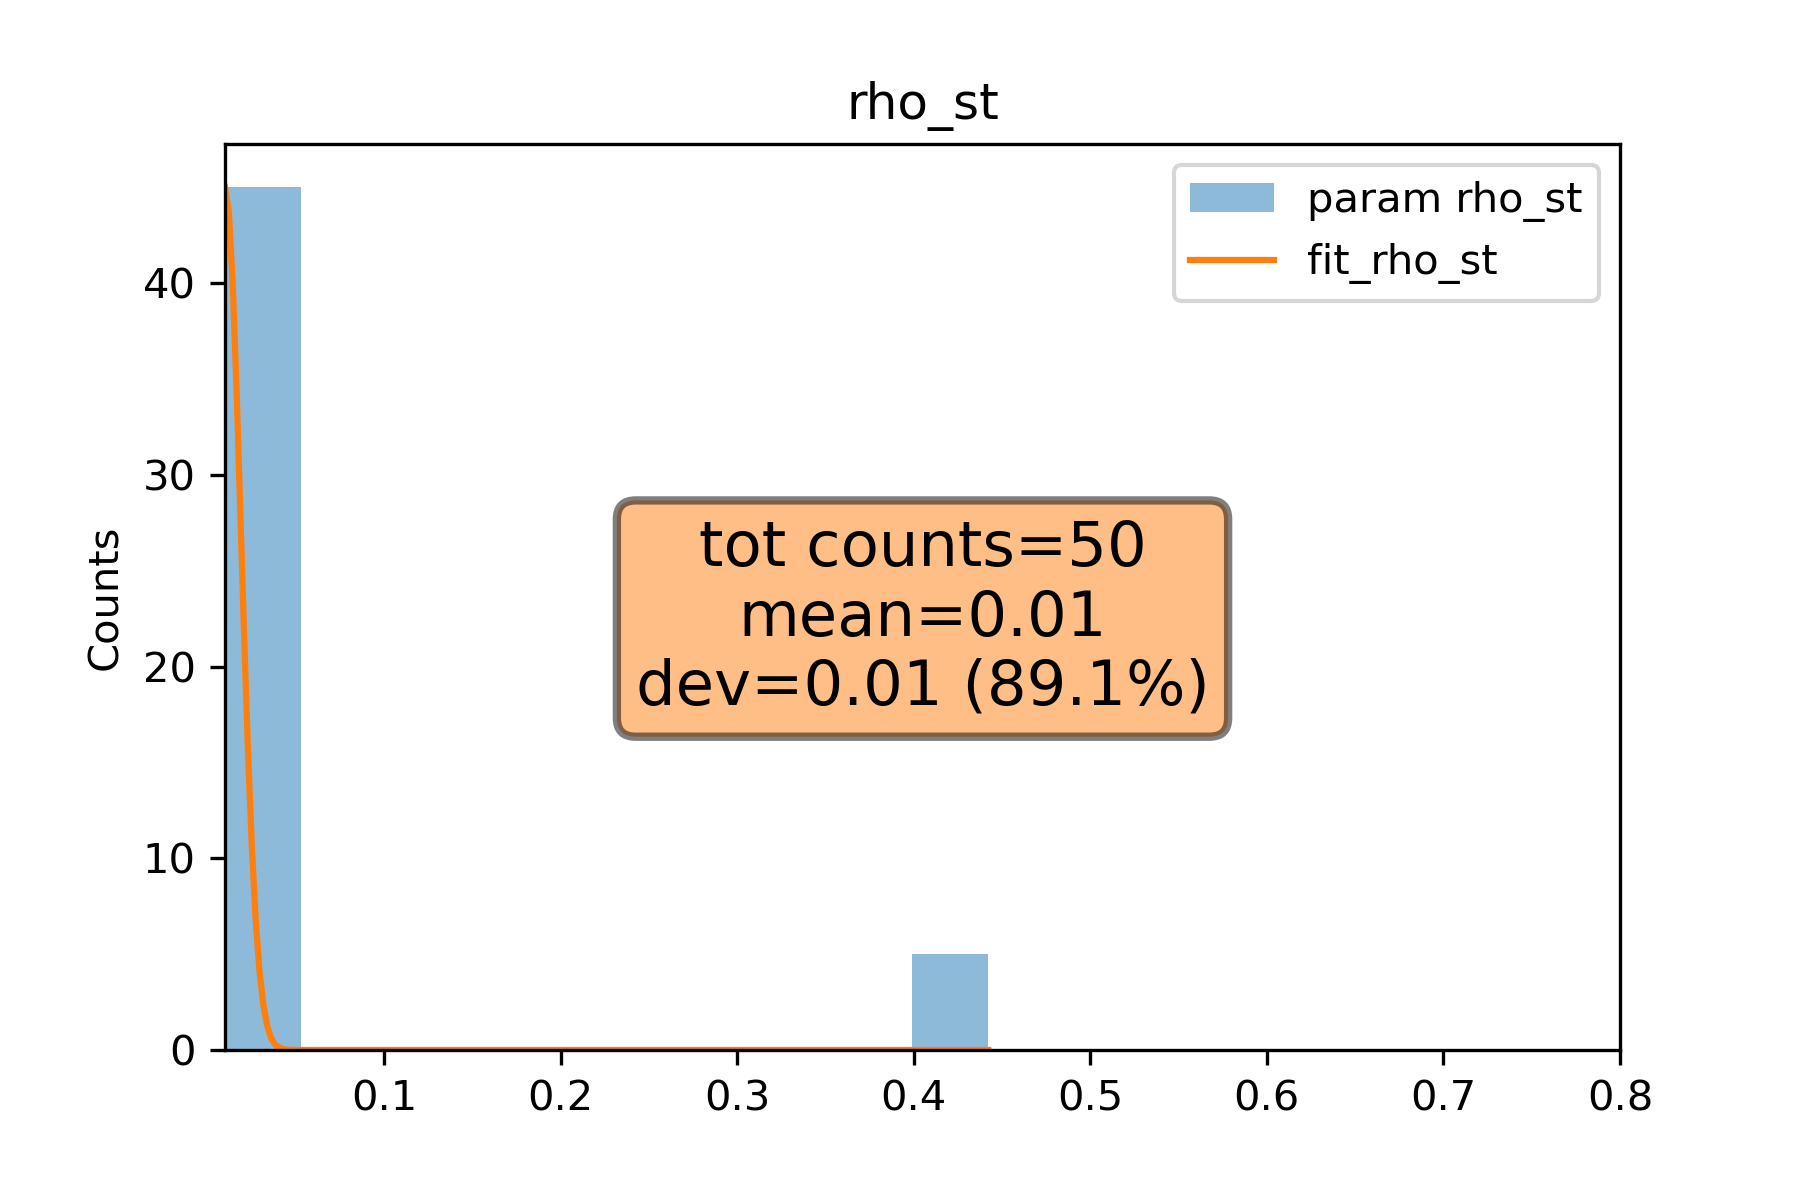 rho_st
param rho_st
fit_rho_st
Counts
40
30
20
10
0
tot counts=50
mean=0.01
dev=0.01 (89.1%)
0.1 0.2 0.3 0.4 0.5 0.6 0.7 0.8